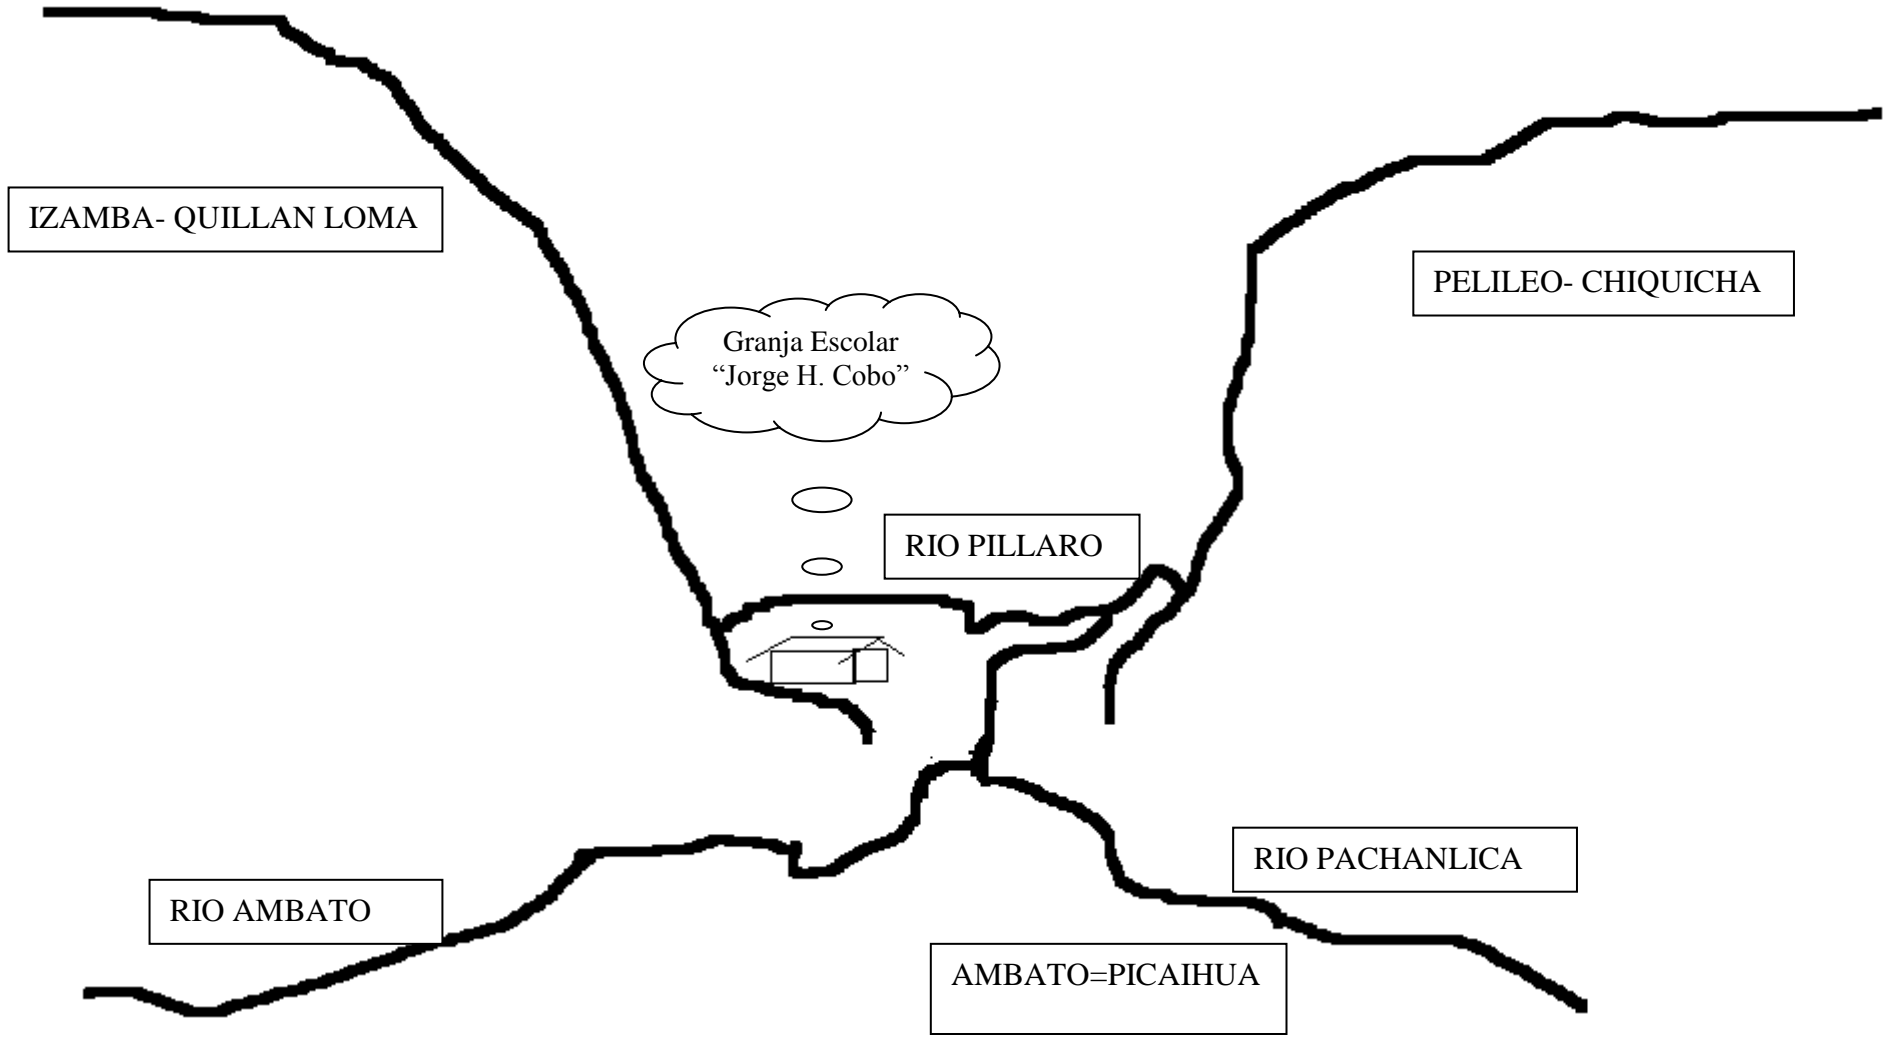 IZAMBA- QUILLAN LOMA
PELILEO- CHIQUICHA
Granja Escolar
“Jorge H. Cobo”
RIO PILLARO
RIO PACHANLICA
RIO AMBATO
AMBATO=PICAIHUA